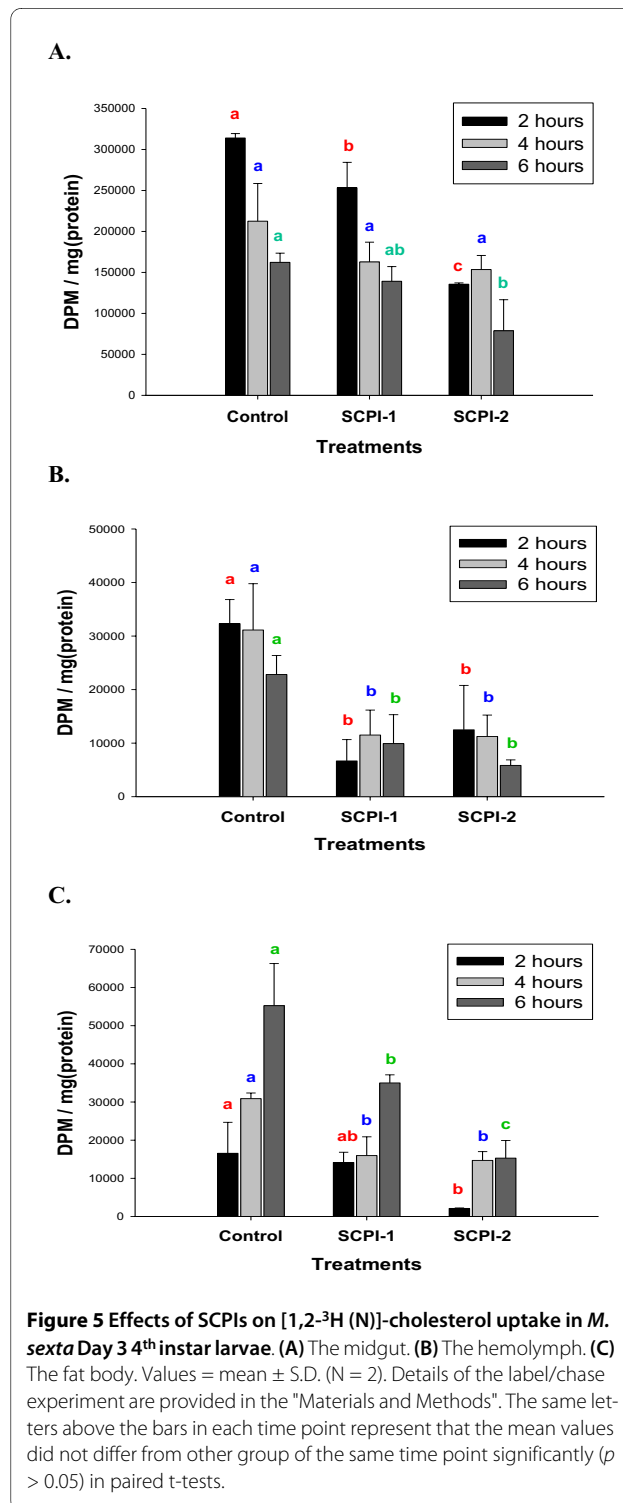 A.
350000
300000
250000
200000
150000
100000
50000
0
DPM / mg(protein)
a
a
a
b
a
ab
c
a
b
2 hours
4 hours
6 hours
Control
SCPI-1
SCPI-2
Treatments
B.
50000
40000
30000
20000
10000
0
DPM / mg(protein)
a
a
a
b
b
b
b
b
b
2 hours
4 hours
6 hours
Control
SCPI-1
SCPI-2
Treatments
C.
70000
60000
50000
40000
30000
20000
10000
0
DPM / mg(protein)
a
a
a
ab
b
b
b
b
c
2 hours
4 hours
6 hours
Control
SCPI-1
SCPI-2
Treatments
Figure 5 Effects of SCPIs on [1,2-³H (N)]-cholesterol uptake in M.
sexta Day 3 4th instar larvae. (A) The midgut. (B) The hemolymph. (C)
The fat body. Values = mean ± S.D. (N = 2). Details of the label/chase
experiment are provided in the "Materials and Methods". The same let-
ters above the bars in each time point represent that the mean values
did not differ from other group of the same time point significantly (p
> 0.05) in paired t-tests.